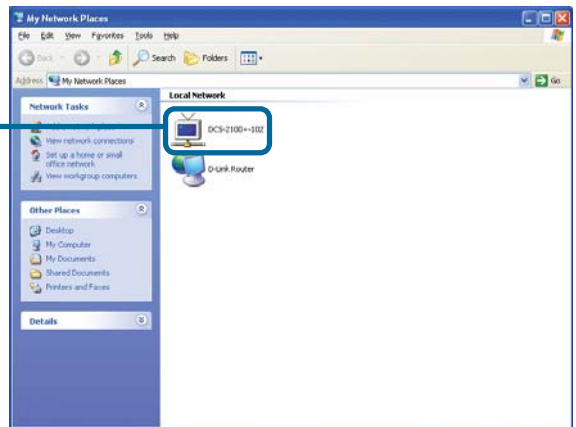 My Network Places
File Edit View Favorites Tools Help
Back Search Folders
Address My Network Places Go
Network Tasks
View network connections
Set up a home or small
office network
View workgroup computers
Other Places
Desktop
My Computer
My Documents
Shared Documents
Printers and Faxes
Details
Local Network
DCS-2100+-102
D-Link Router